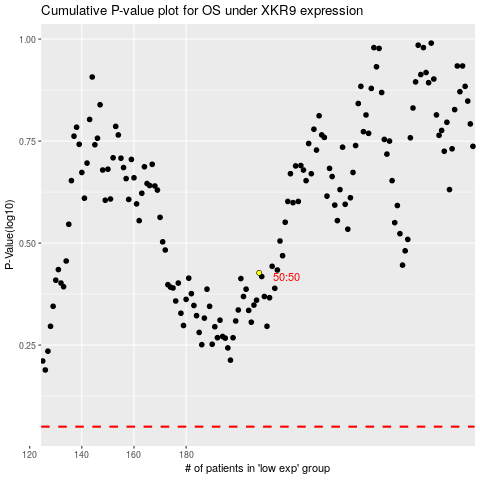 Cumulative P-value plot for OS under XKR9 expression
P-Value(log10)
1.00
0.75
0.50
0.25
50:50
120 140 160 180
# of patients in 'low exp' group